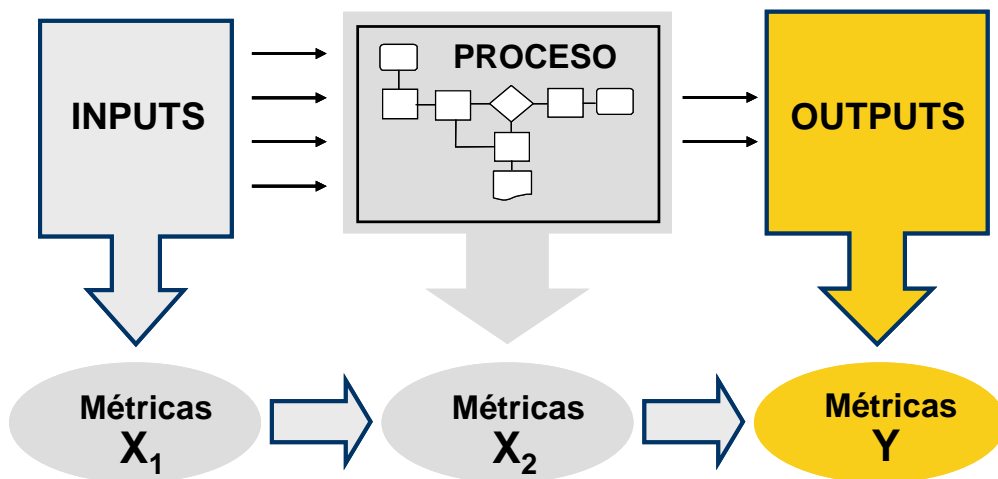 INPUTS
PROCESO
OUTPUTS
Métricas
X₁
Métricas
X₂
Métricas
Y